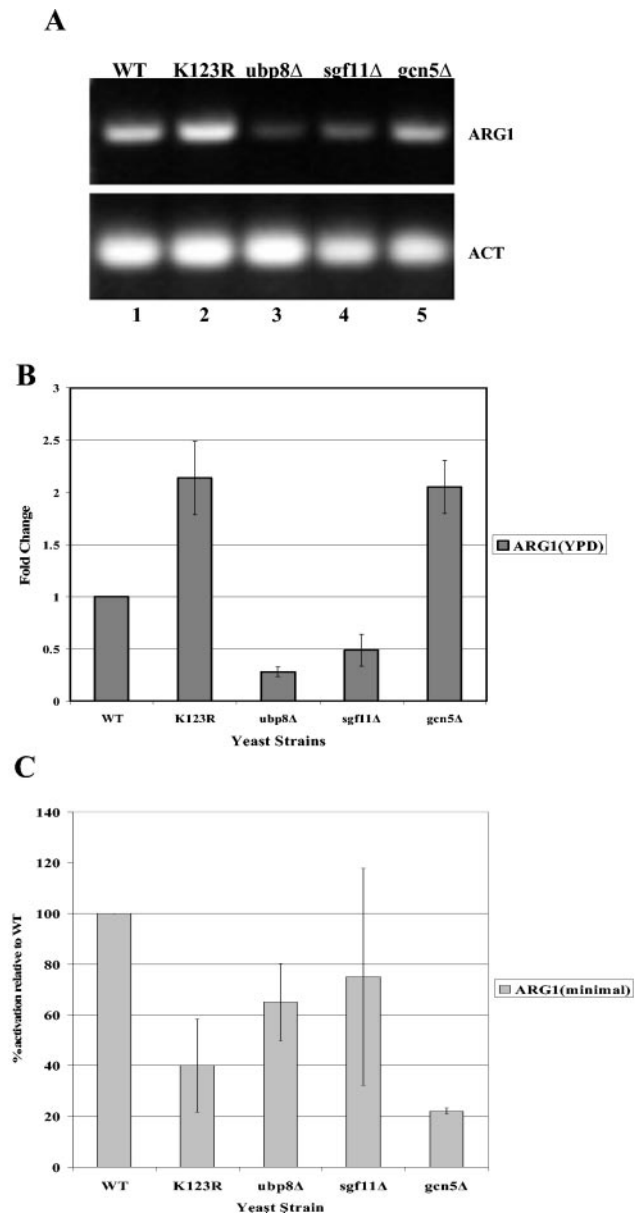 A
WT K123R ubp8Δ sgf11Δ gcn5Δ
ARG1
ACT
1 2 3 4 5
B
3
2.5
2
1.5
1
0.5
0
Fold Change
WT K123R ubp8Δ sgf11Δ gcn5Δ
Yeast Strains
ARG1(YPD)
C
140
120
100
80
60
40
20
0
% activation relative to WT
WT K123R ubp8Δ sgf11Δ gcn5Δ
Yeast Strain
ARG1(minimal)